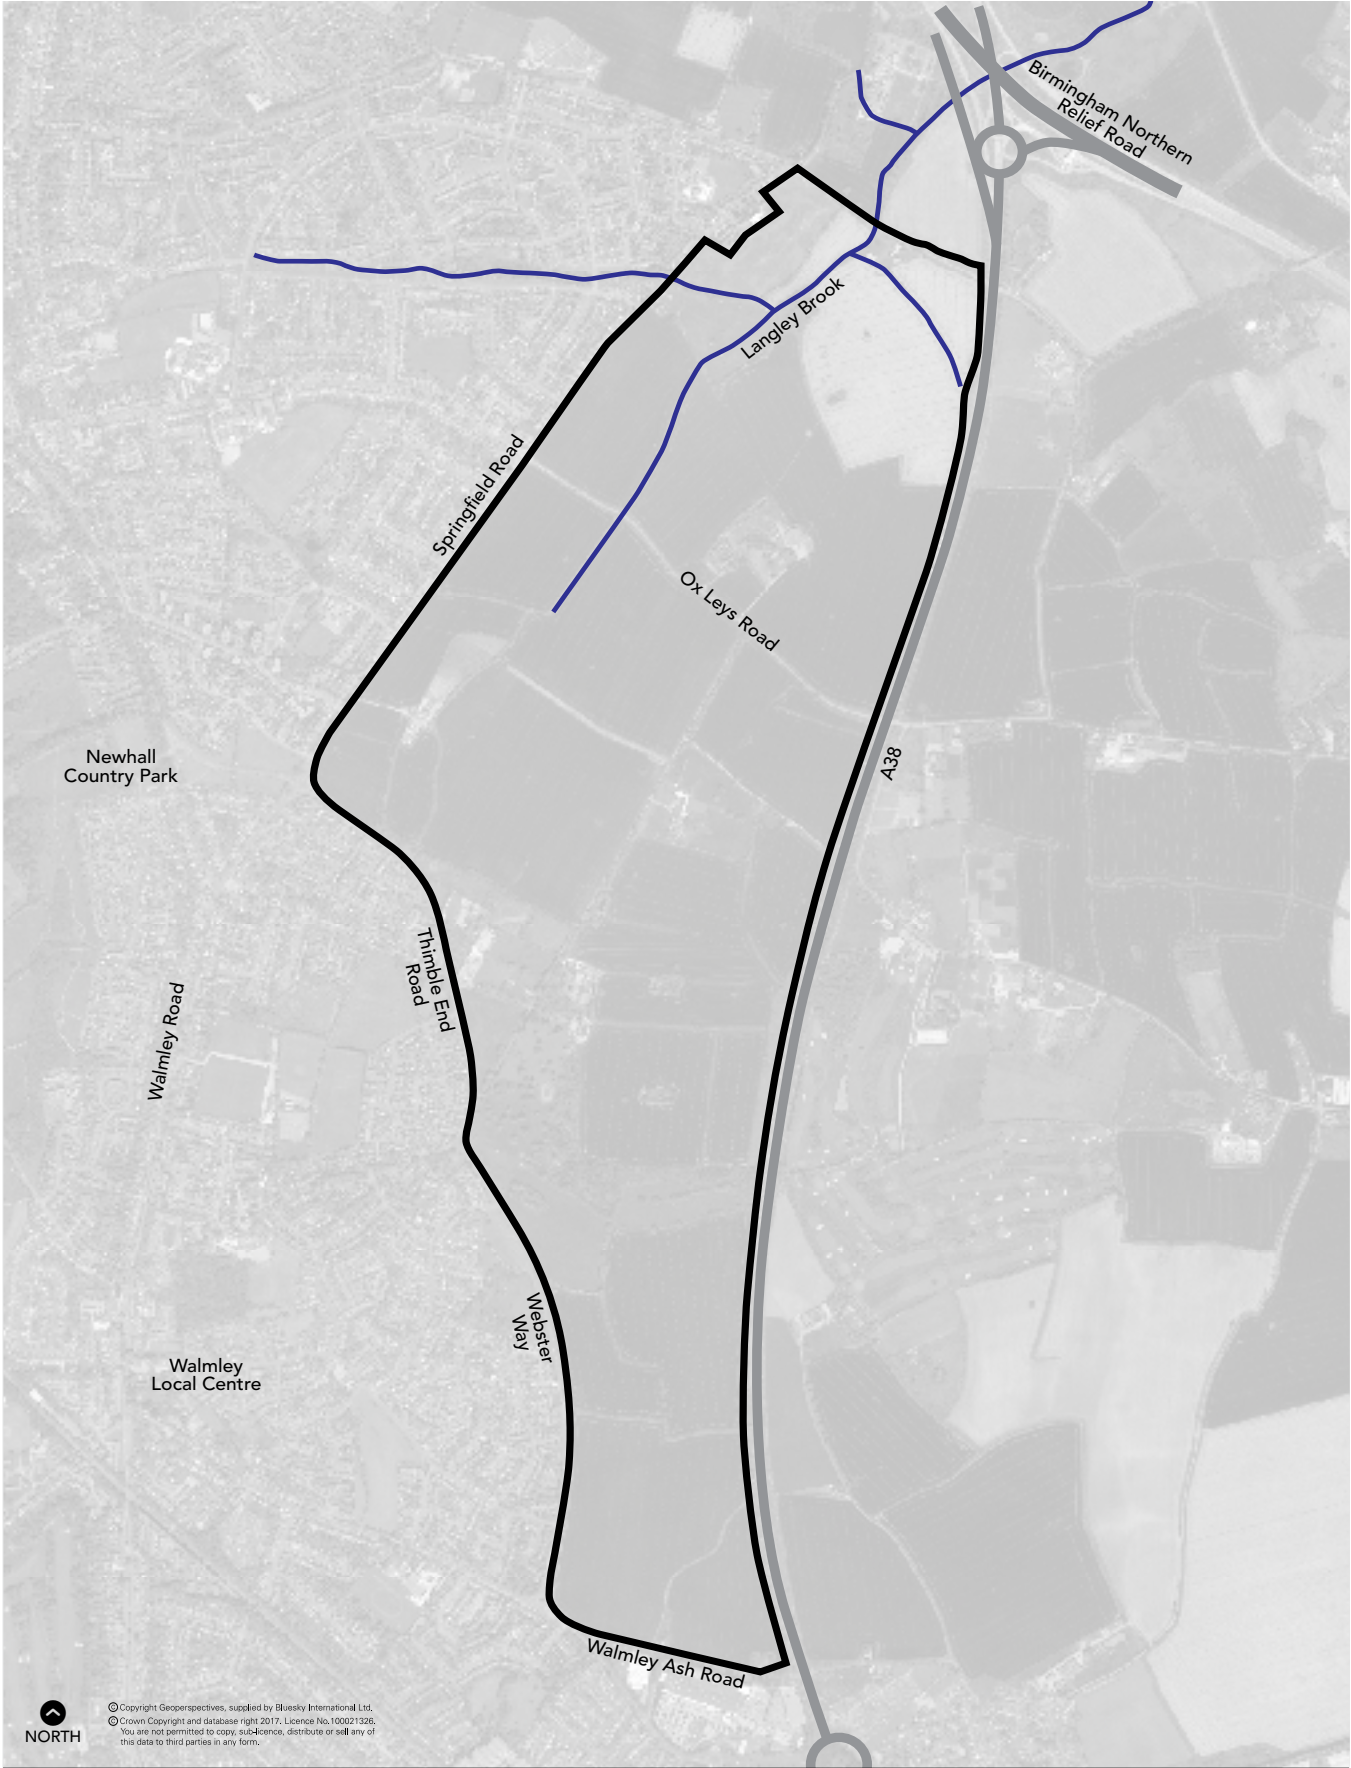 Birmingham Northern
Relief Road
Langley Brook
Springfield Road
Ox Leys Road
A38
Newhall
Country Park
Thimble End
Road
Walmley Road
Webster
Way
Walmley
Local Centre
Walmley Ash Road
NORTH
© Copyright Geoperspectives, supplied by Bluesky International Ltd.
© Crown Copyright and database right 2017. Licence No.100021326.
You are not permitted to copy, sub-licence, distribute or sell any of
this data to third parties in any form.